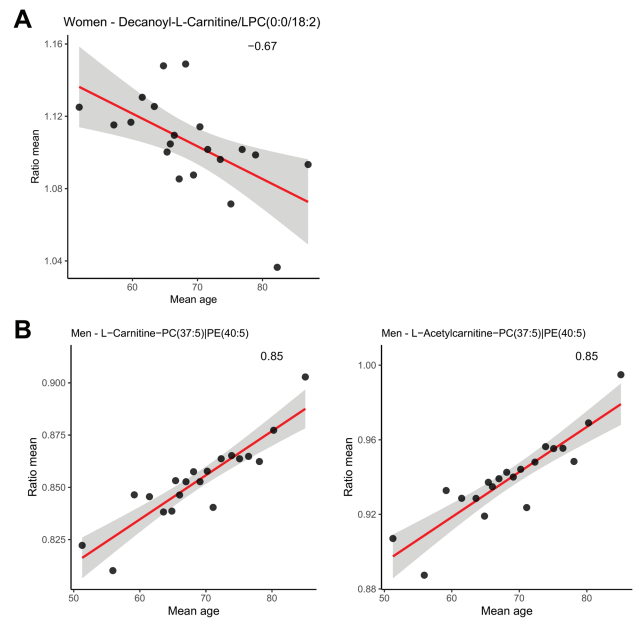 A
Women - Decanoyl-L-Carnitine/LPC(0:0/18:2)
−0.67
1.16
1.12
1.08
1.04
Ratio mean
60 70 80
Mean age
B
Men - L−Carnitine−PC(37:5)|PE(40:5)
0.85
0.900
0.875
0.850
0.825
Ratio mean
50 60 70 80
Mean age
Men - L−Acetylcarnitine−PC(37:5)|PE(40:5)
0.85
1.00
0.96
0.92
0.88
Ratio mean
50 60 70 80
Mean age